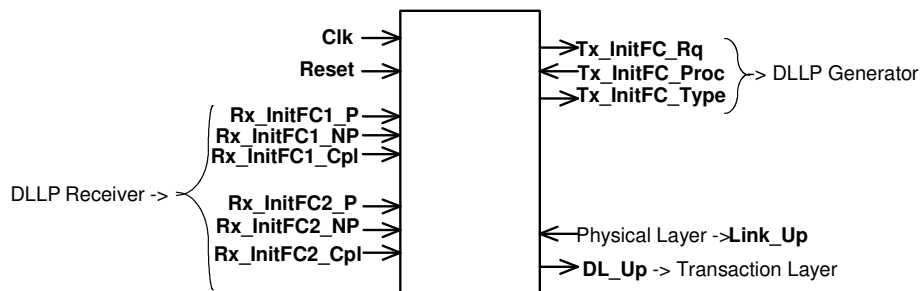 Clk
Reset
Rx_InitFC1_P
Rx_InitFC1_NP
Rx_InitFC1_Cpl
DLLP Receiver ->
Rx_InitFC2_P
Rx_InitFC2_NP
Rx_InitFC2_Cpl
Tx_InitFC_Rq
Tx_InitFC_Proc
Tx_InitFC_Type
-> DLLP Generator
Physical Layer ->Link_Up
DL_Up -> Transaction Layer